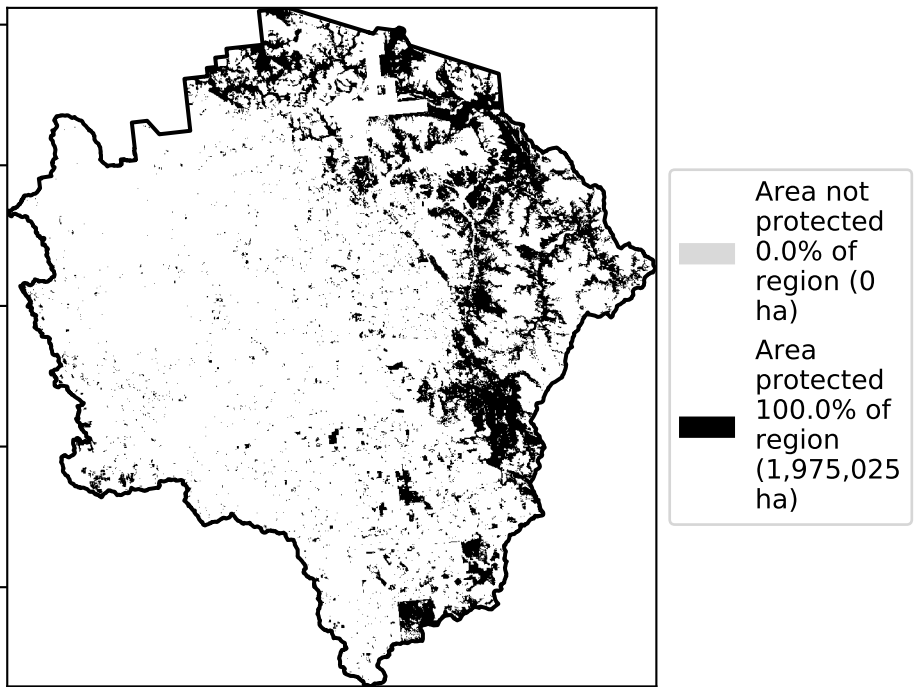 Area not
protected
0.0% of
region (0
ha)
Area
protected
100.0% of
region
(1,975,025
ha)